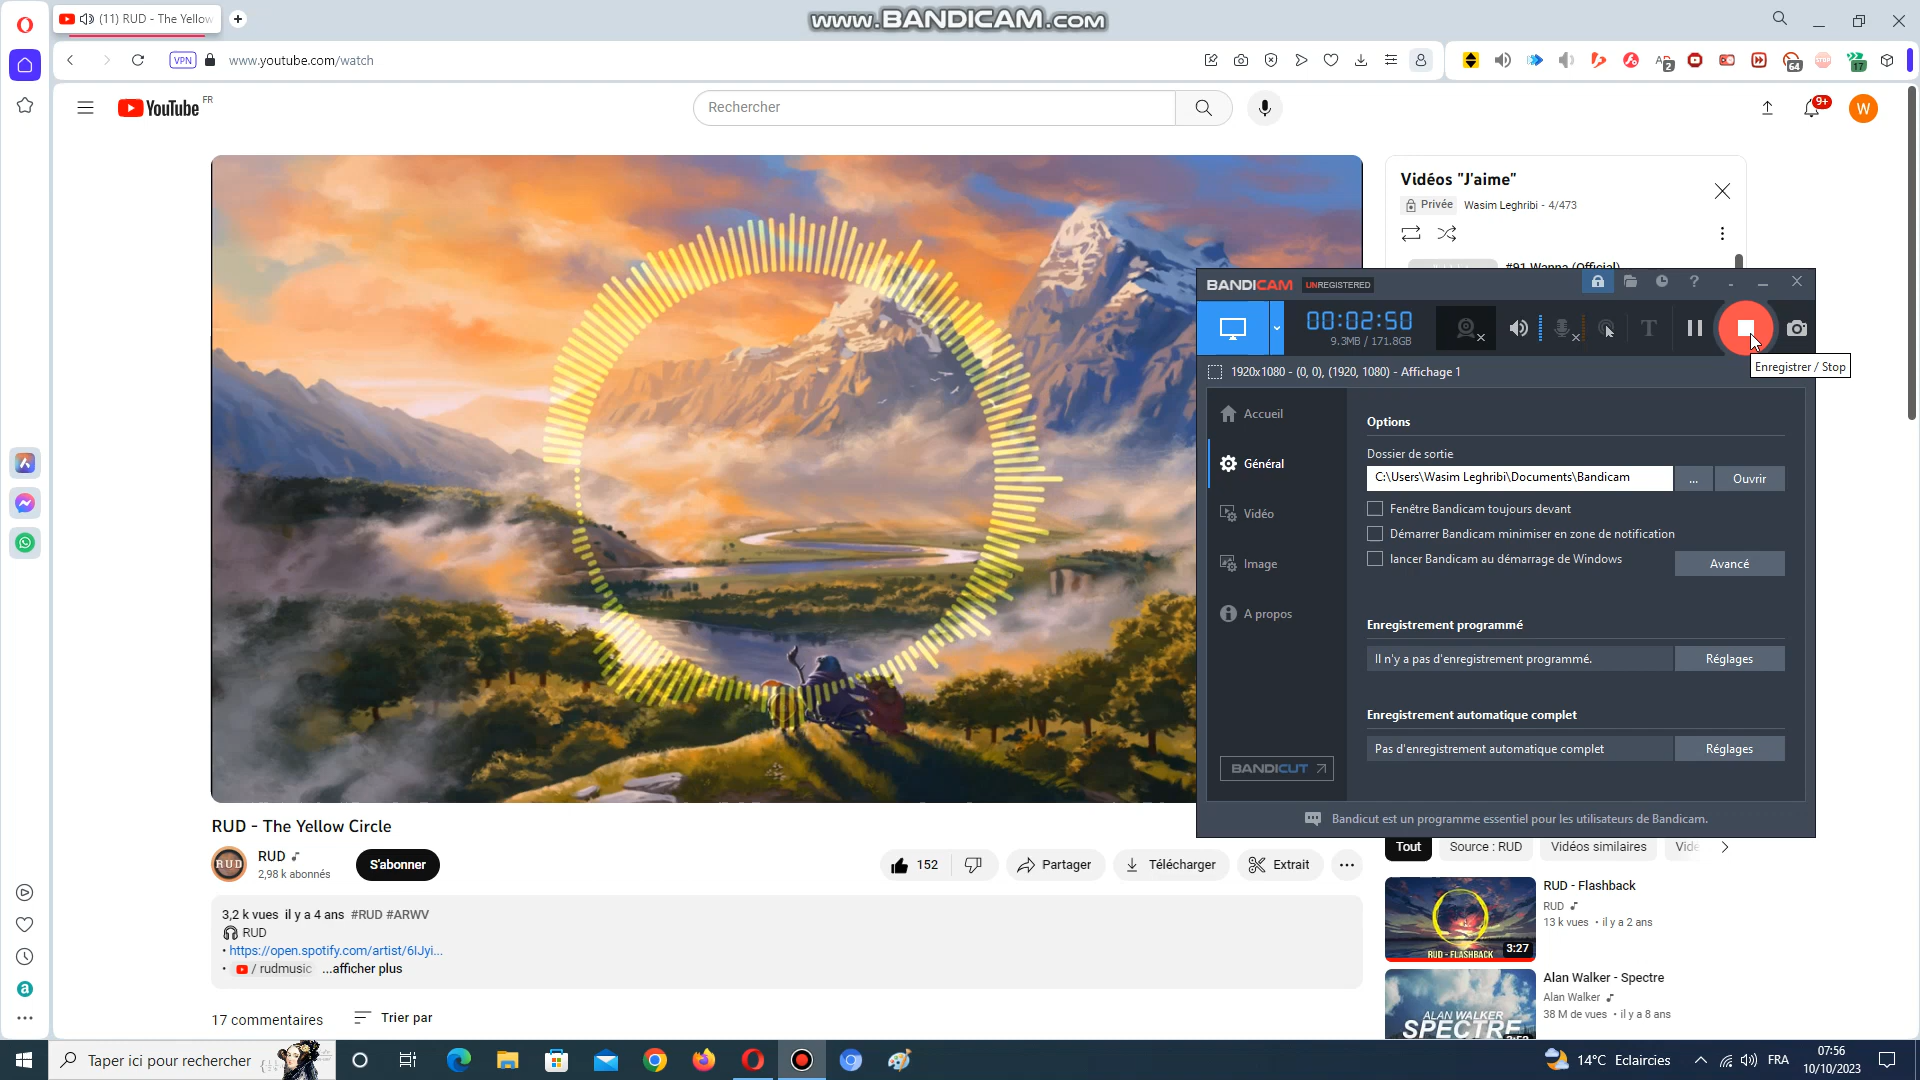 (11) RUD - The Yellow
www.BANDICAM.com
VPN
www.youtube.com/watch
2
64
STOP
17
YouTube
FR
Rechercher
9+
W
Vidéos "J'aime"
Privée
Wasim Leghribi - 4/473
#91 Wanna (Official)
BANDICAM
UNREGISTERED
00:02:50
9.3MB / 171.8GB
T
Enregistrer / Stop
1920x1080 - (0, 0), (1920, 1080) - Affichage 1
Accueil
Général
Vidéo
Image
A propos
BANDICUT
Options
Dossier de sortie
C:\Users\Wasim Leghribi\Documents\Bandicam
...
Ouvrir
Fenêtre Bandicam toujours devant
Démarrer Bandicam minimiser en zone de notification
lancer Bandicam au démarrage de Windows
Avancé
Enregistrement programmé
Il n'y a pas d'enregistrement programmé.
Réglages
Enregistrement automatique complet
Pas d'enregistrement automatique complet
Réglages
Bandicut est un programme essentiel pour les utilisateurs de Bandicam.
RUD - The Yellow Circle
RUD
RUD
2,98 k abonnés
S'abonner
152
Partager
Télécharger
Extrait
3,2 k vues il y a 4 ans #RUD #ARWV
RUD
• https://open.spotify.com/artist/6IJyi...
• / rudmusic ...afficher plus
17 commentaires
Trier par
Tout
Source : RUD
Vidéos similaires
RUD - FLASHBACK
3:27
RUD - Flashback
RUD
13 k vues • il y a 2 ans
ALAN WALKER
SPECTRE
Alan Walker - Spectre
Alan Walker
38 M de vues • il y a 8 ans
Taper ici pour rechercher
14°C Eclaircies
FRA
07:56
10/10/2023